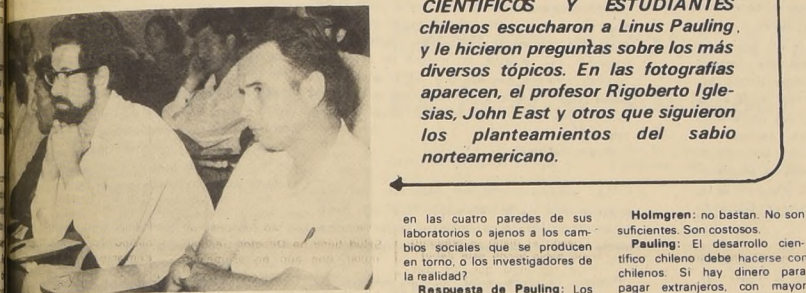 CIENTIFICOS Y ESTUDIANTES
chilenos escucharon a Linus Pauling,
y le hicieron preguntas sobre los más
diversos tópicos. En las fotografías
aparecen, el profesor Rigoberto Igle-
sias, John East y otros que siguieron
los planteamientos del sabio
norteamericano.
en las cuatro paredes de sus
laboratorios o ajenos a los cam-
bios sociales que se producen
en torno, o los investigadores de
la realidad?
Respuesta de Pauling: Los
Holmgren: no bastan. No son
suficientes. Son costosos.
Pauling: El desarrollo cien-
tífico chileno debe hacerse con
chilenos. Si hay dinero para
pagar extranjeros, con mayor